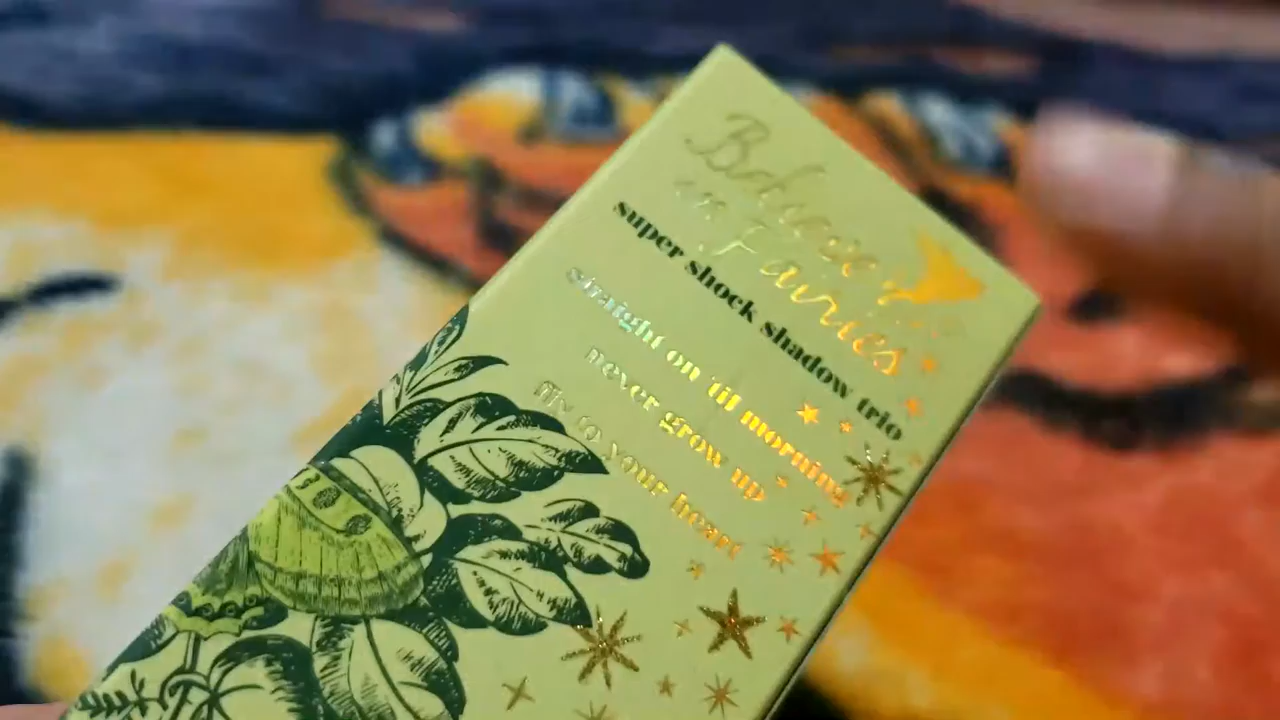 Believe
in Fairies
super shock shadow trio
straight on 'til morning
never grow up
fly to your heart